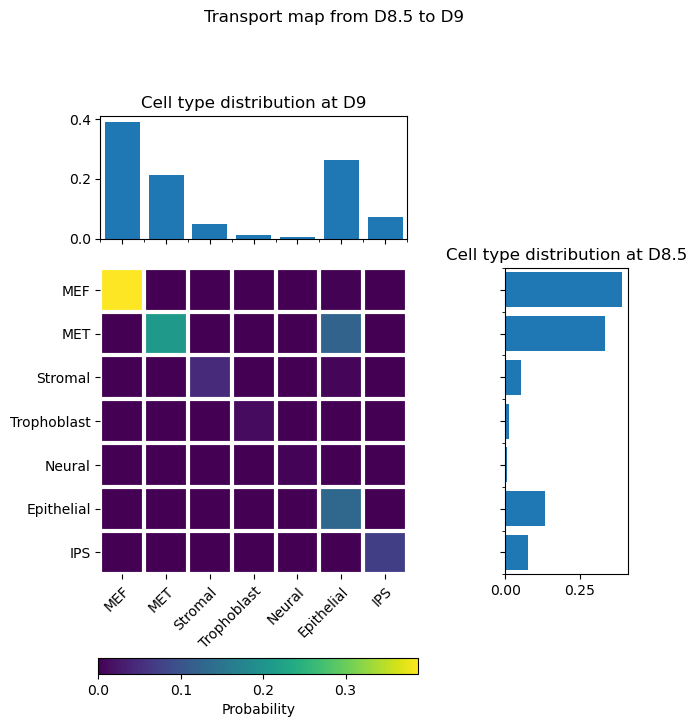 Transport map from D8.5 to D9
Cell type distribution at D9
0.4
0.2
0.0
Cell type distribution at D8.5
MEF
MET
Stromal
Trophoblast
Neural
Epithelial
IPS
0.00 0.25
MEF MET Stromal Trophoblast Neural Epithelial IPS
0.0 0.1 0.2 0.3
Probability